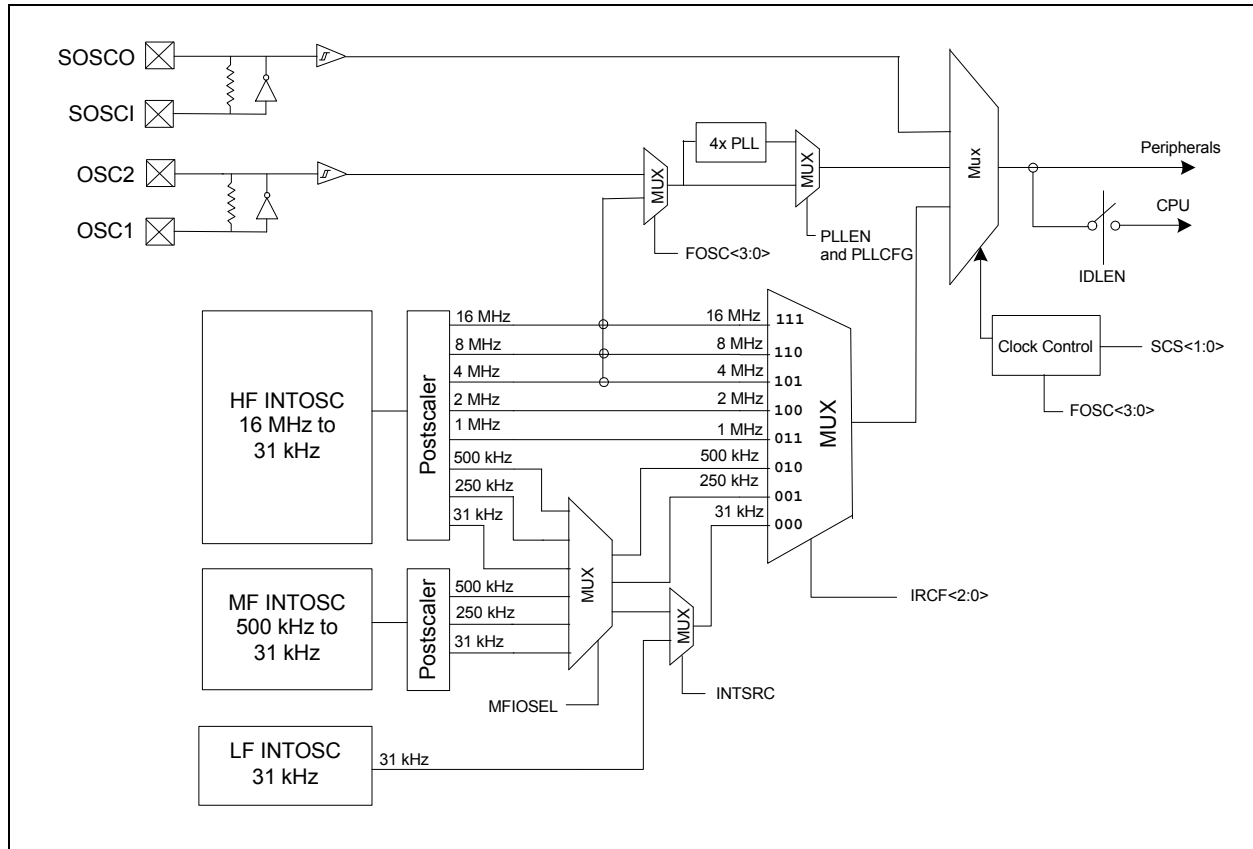 SOSCO
SOSCI
OSC2
OSC1
4x PLL
MUX
MUX
Mux
Peripherals
CPU
IDLEN
FOSC<3:0>
PLLEN
and PLLCFG
Clock Control
SCS<1:0>
FOSC<3:0>
HF INTOSC
16 MHz to
31 kHz
Postscaler
16 MHz
8 MHz
4 MHz
2 MHz
1 MHz
500 kHz
250 kHz
31 kHz
16 MHz
8 MHz
4 MHz
2 MHz
1 MHz
500 kHz
250 kHz
31 kHz
111
110
101
100
011
010
001
000
MUX
IRCF<2:0>
MF INTOSC
500 kHz to
31 kHz
Postscaler
500 kHz
250 kHz
31 kHz
MUX
MFIOSEL
MUX
INTSRC
LF INTOSC
31 kHz
31 kHz